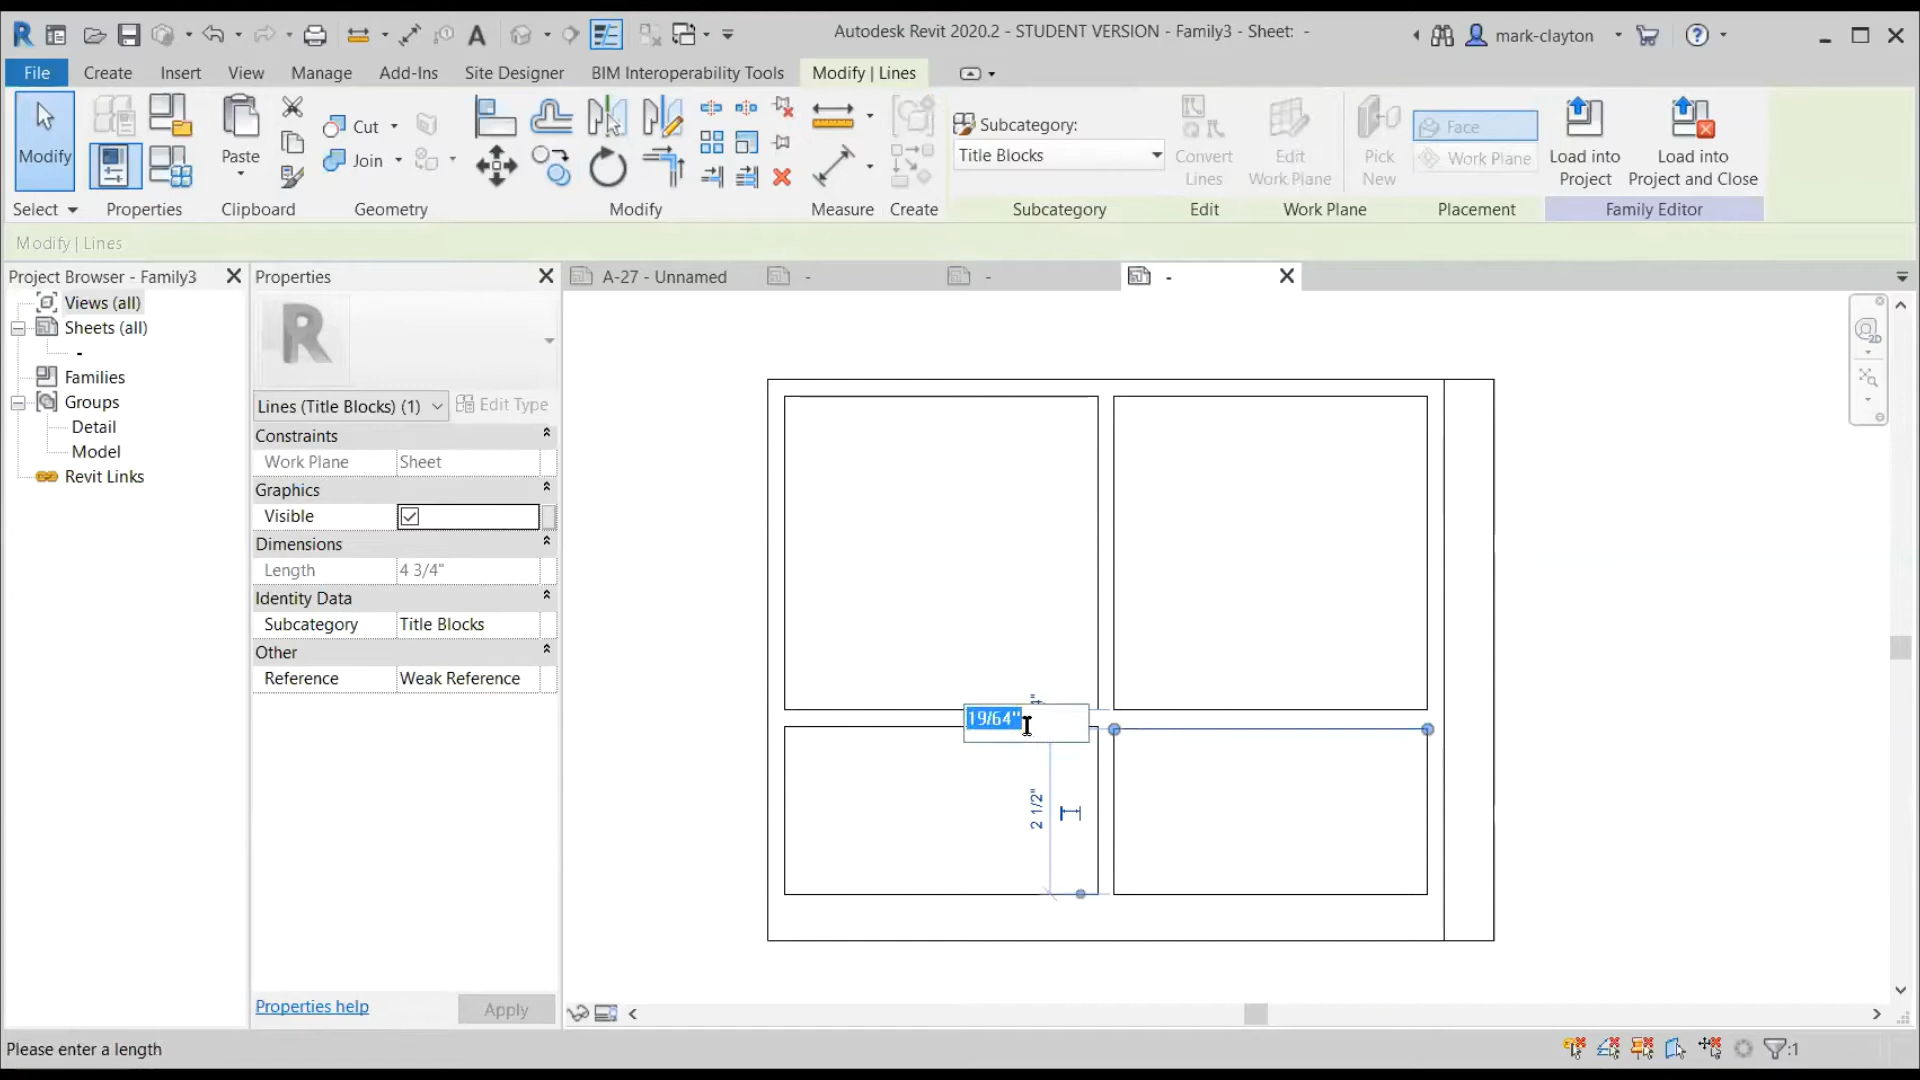 Autodesk Revit 2020.2 - STUDENT VERSION - Family3 - Sheet: -
mark-clayton
File Create Insert View Manage Add-Ins Site Designer BIM Interoperability Tools Modify | Lines
Modify
Paste
Cut
Join
Subcategory:
Title Blocks
Convert Lines
Edit Work Plane
Pick New
Face
Work Plane
Load into Project
Load into Project and Close
Select Properties Clipboard Geometry Modify Measure Create Subcategory Edit Work Plane Placement Family Editor
Modify | Lines
Project Browser - Family3
Views (all)
Sheets (all)
-
Families
Groups
Detail
Model
Revit Links
Properties
R
Lines (Title Blocks) (1) Edit Type
Constraints
Work Plane Sheet
Graphics
Visible
Dimensions
Length 4 3/4"
Identity Data
Subcategory Title Blocks
Other
Reference Weak Reference
Properties help Apply
A-27 - Unnamed - - -
19/64"
2 1/2"
2D
Please enter a length
:1